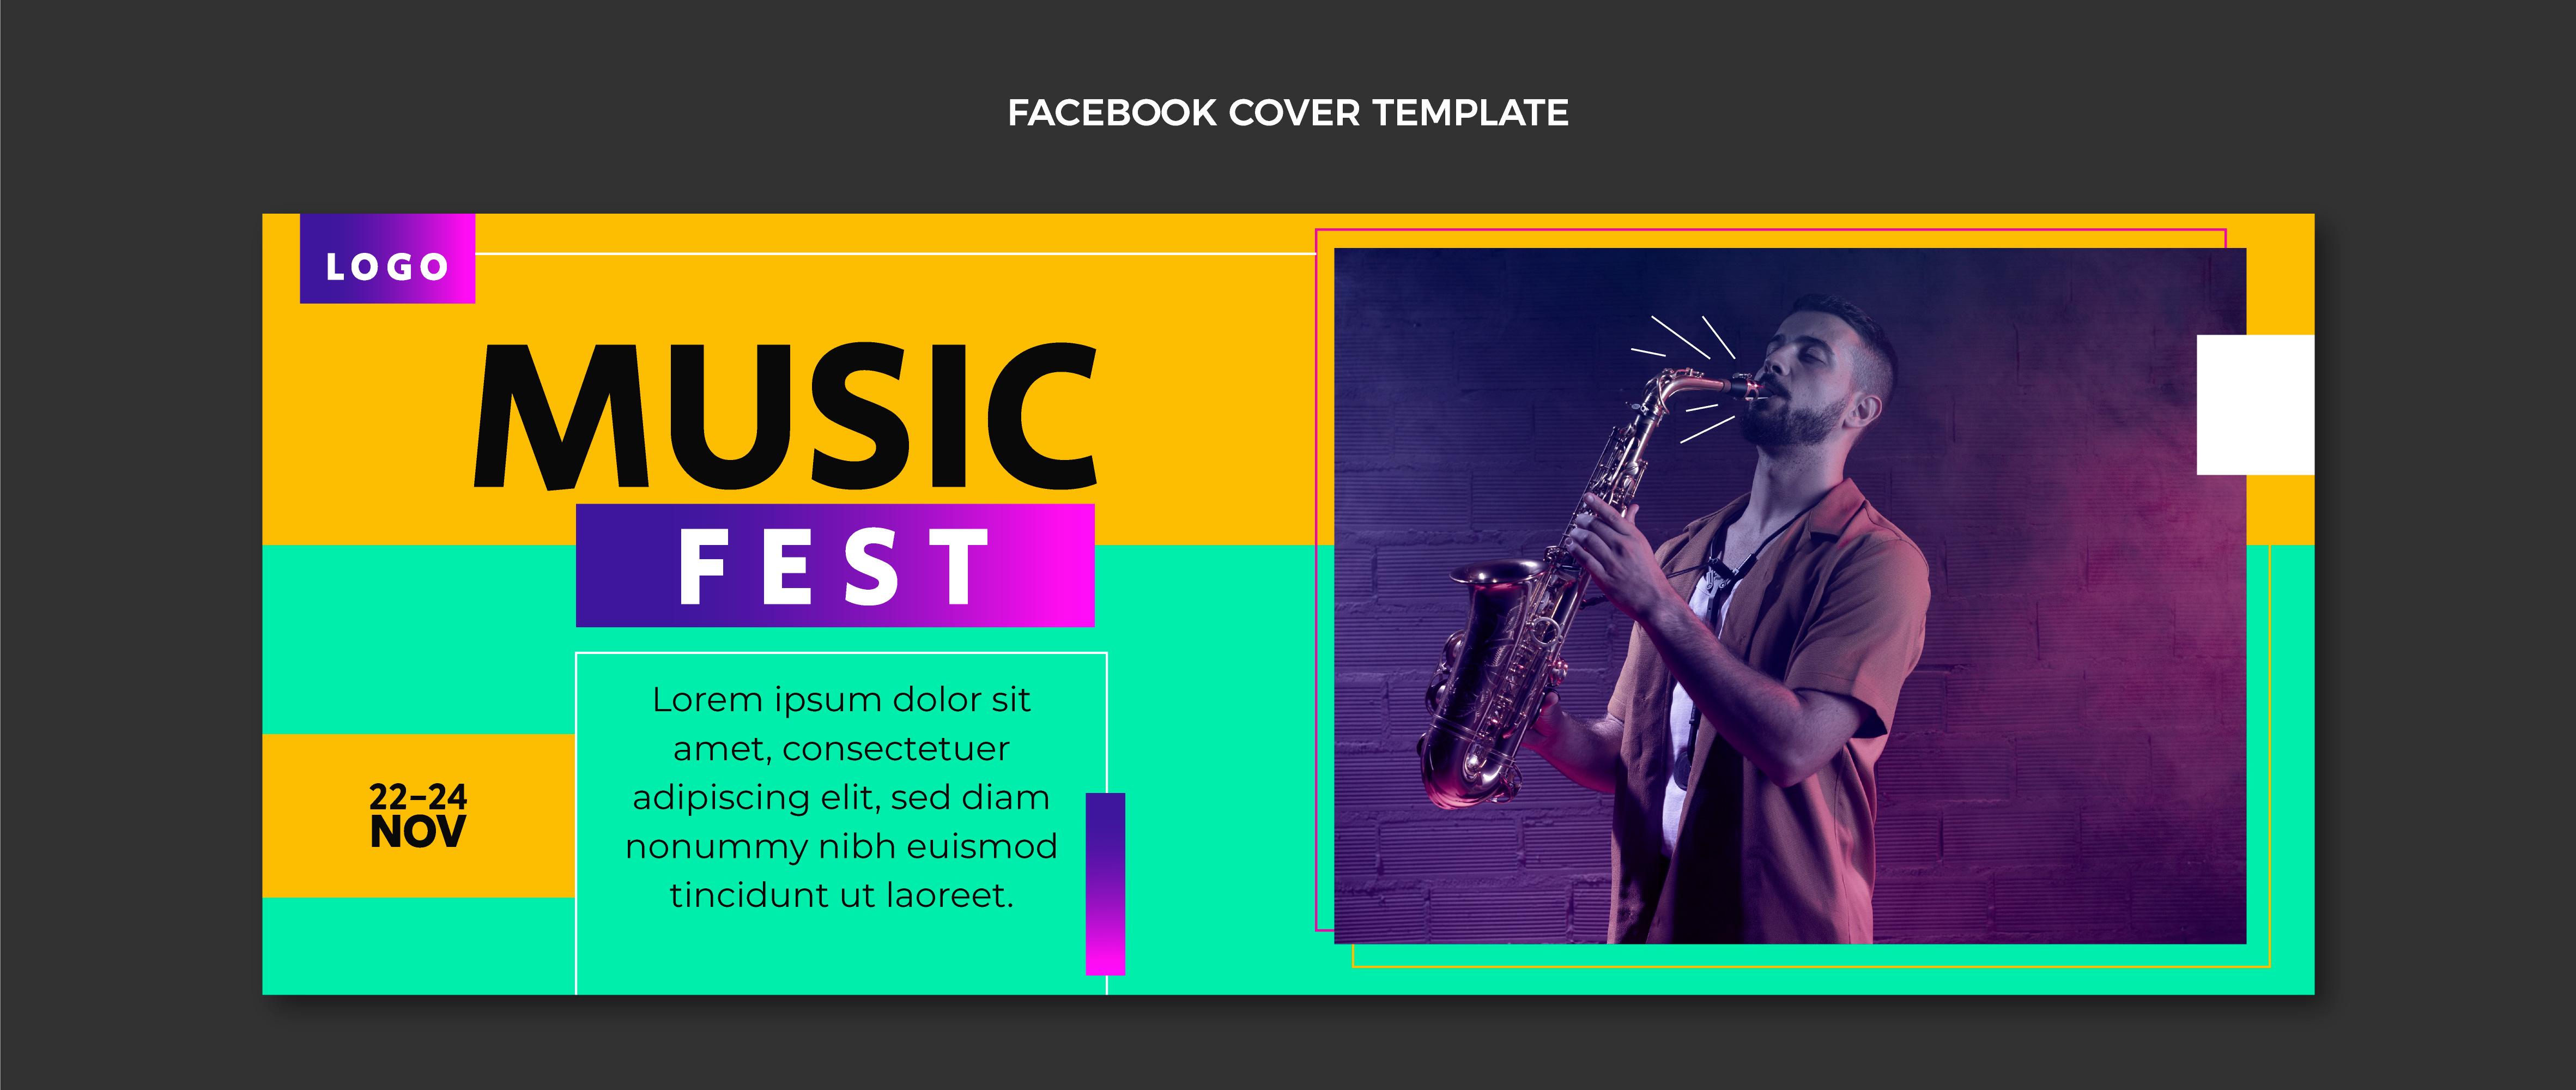 FACEBOOK COVER TEMPLATE
LOGO
MUSIC
FEST
Lorem ipsum dolor sit
amet, consectetuer
adipiscing elit, sed diam
nonummy nibh euismod
tincidunt ut laoreet.
22–24
NOV